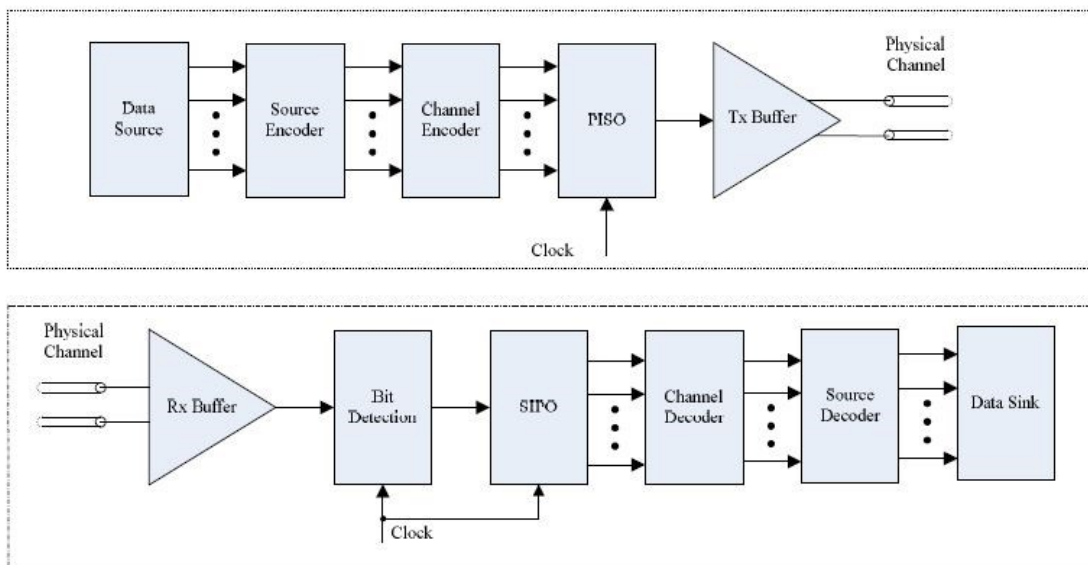 Physical
Channel
Data
Source
Source
Encoder
Channel
Encoder
PISO
Tx Buffer
Clock
Physical
Channel
Rx Buffer
Bit
Detection
SIPO
Channel
Decoder
Source
Decoder
Data Sink
Clock